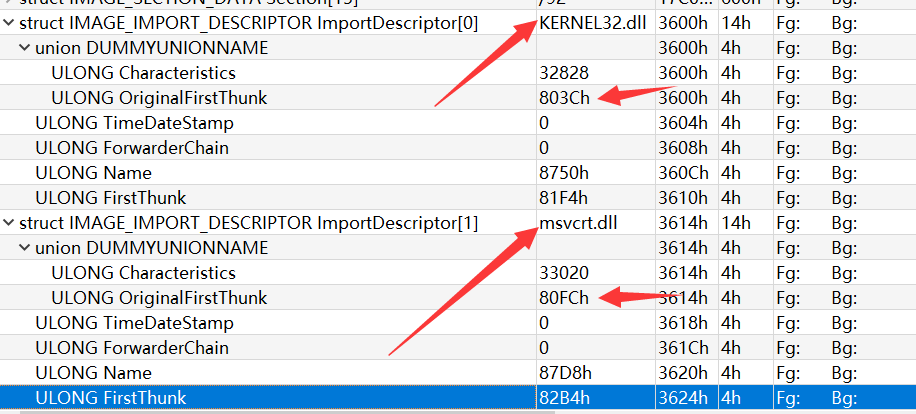 struct IMAGE_IMPORT_DESCRIPTOR ImportDescriptor[0] KERNEL32.dll 3600h 14h Fg: Bg:
union DUMMYUNIONNAME 3600h 4h Fg: Bg:
ULONG Characteristics 32828 3600h 4h Fg: Bg:
ULONG OriginalFirstThunk 803Ch 3600h 4h Fg: Bg:
ULONG TimeDateStamp 0 3604h 4h Fg: Bg:
ULONG ForwarderChain 0 3608h 4h Fg: Bg:
ULONG Name 8750h 360Ch 4h Fg: Bg:
ULONG FirstThunk 81F4h 3610h 4h Fg: Bg:
struct IMAGE_IMPORT_DESCRIPTOR ImportDescriptor[1] msvcrt.dll 3614h 14h Fg: Bg:
union DUMMYUNIONNAME 3614h 4h Fg: Bg:
ULONG Characteristics 33020 3614h 4h Fg: Bg:
ULONG OriginalFirstThunk 80FCh 3614h 4h Fg: Bg:
ULONG TimeDateStamp 0 3618h 4h Fg: Bg:
ULONG ForwarderChain 0 361Ch 4h Fg: Bg:
ULONG Name 87D8h 3620h 4h Fg: Bg:
ULONG FirstThunk 82B4h 3624h 4h Fg: Bg: